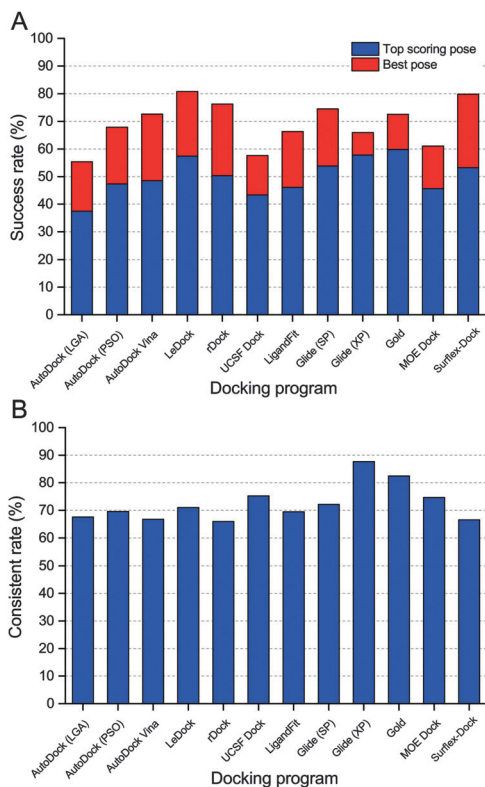 A
100
90
80
70
60
50
40
30
20
10
0
Success rate (%)
Top scoring pose
Best pose
AutoDock (LGA)
AutoDock (PSO)
AutoDock Vina
LeDock
rDock
UCSF Dock
LigandFit
Glide (SP)
Glide (XP)
Gold
MOE Dock
Surflex-Dock
Docking program
B
100
90
80
70
60
50
40
30
20
10
0
Consistent rate (%)
AutoDock (LGA)
AutoDock (PSO)
AutoDock Vina
LeDock
rDock
UCSF Dock
LigandFit
Glide (SP)
Glide (XP)
Gold
MOE Dock
Surflex-Dock
Docking program